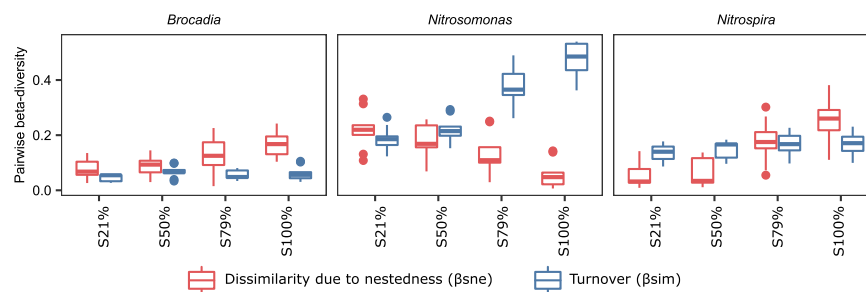 Brocadia Nitrosomonas Nitrospira
Pairwise beta-diversity
0.4
0.2
0.0
S21% S50% S79% S100% S21% S50% S79% S100% S21% S50% S79% S100%
Dissimilarity due to nestedness (βsne) Turnover (βsim)